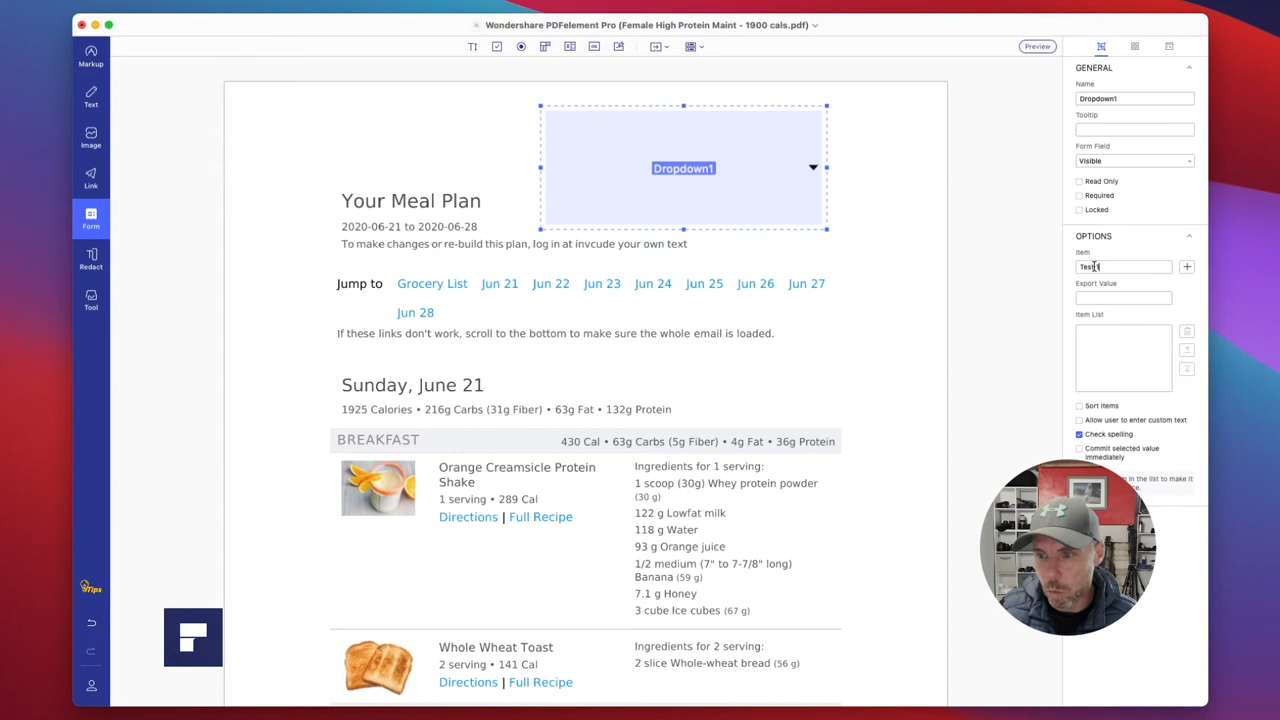 Wondershare PDFelement Pro (Female High Protein Maint - 1900 cals.pdf)
Markup
Text
Image
Link
Form
Redact
Tool
Tips
Preview
Dropdown1
Your Meal Plan
2020-06-21 to 2020-06-28
To make changes or re-build this plan, log in at invcude your own text
Jump to Grocery List Jun 21 Jun 22 Jun 23 Jun 24 Jun 25 Jun 26 Jun 27
Jun 28
If these links don't work, scroll to the bottom to make sure the whole email is loaded.
Sunday, June 21
1925 Calories • 216g Carbs (31g Fiber) • 63g Fat • 132g Protein
BREAKFAST 430 Cal • 63g Carbs (5g Fiber) • 4g Fat • 36g Protein
Orange Creamsicle Protein
Shake
1 serving • 289 Cal
Directions | Full Recipe
Ingredients for 1 serving:
1 scoop (30g) Whey protein powder
(30 g)
122 g Lowfat milk
118 g Water
93 g Orange juice
1/2 medium (7" to 7-7/8" long)
Banana (59 g)
7.1 g Honey
3 cube Ice cubes (67 g)
Whole Wheat Toast
2 serving • 141 Cal
Directions | Full Recipe
Ingredients for 2 serving:
2 slice Whole-wheat bread (56 g)
GENERAL
Name
Dropdown1
Tooltip
Form Field
Visible
Read Only
Required
Locked
OPTIONS
Item
Export Value
Item List
Sort Items
Allow user to enter custom text
Check spelling
Commit selected value
immediately
in the list to make it